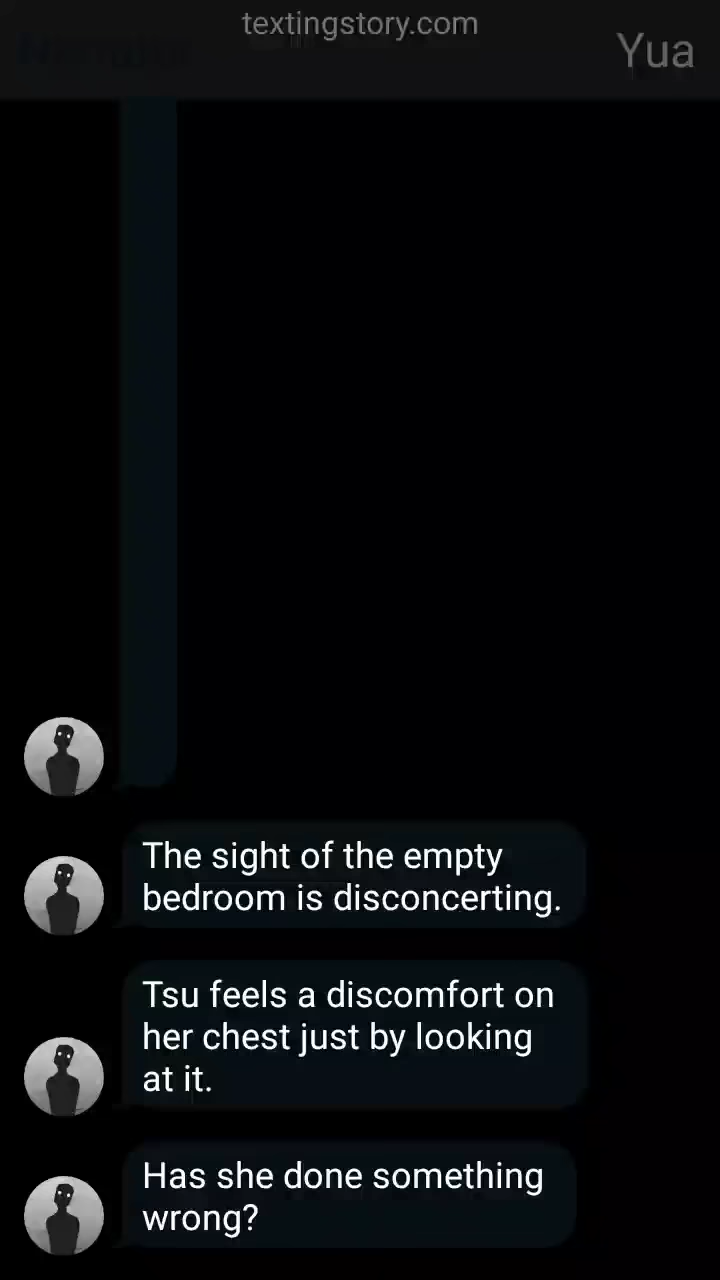 textingstory.com
Yua
The sight of the empty
bedroom is disconcerting.
Tsu feels a discomfort on
her chest just by looking
at it.
Has she done something
wrong?